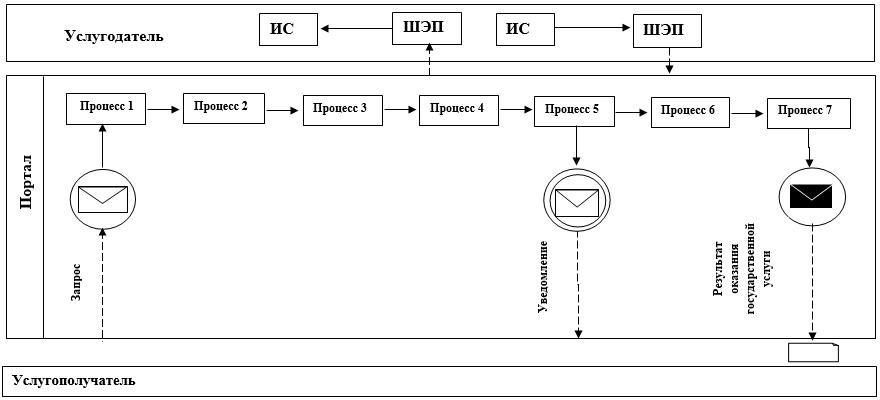 Услугодатель
ИС
ШЭП
ИС
ШЭП
Портал
Процесс 1
Процесс 2
Процесс 3
Процесс 4
Процесс 5
Процесс 6
Процесс 7
Запрос
Уведомление
Результат
оказания
государственной
услуги
Услугополучатель